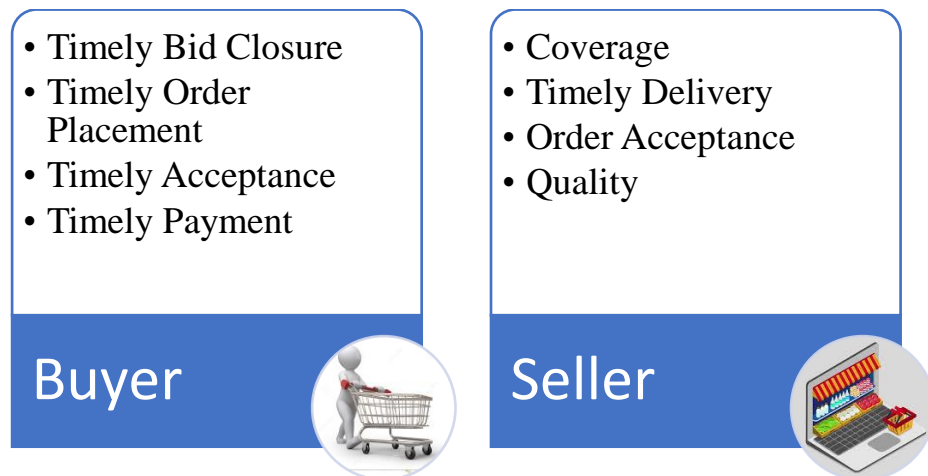 • Timely Bid Closure
• Timely Order
Placement
• Timely Acceptance
• Timely Payment
Buyer
• Coverage
• Timely Delivery
• Order Acceptance
• Quality
Seller